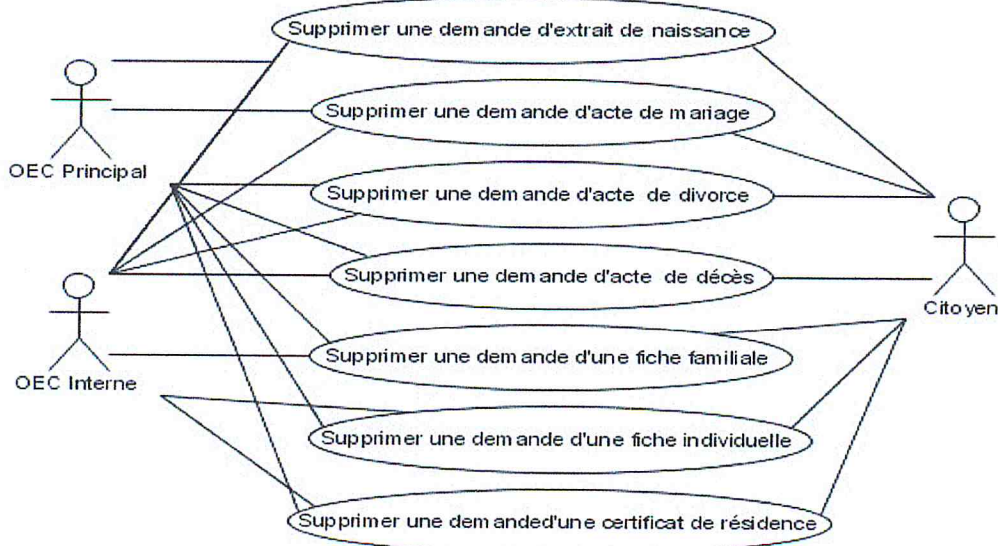 Supprimer une demande d'extrait de naissance
Supprimer une demande d'acte de mariage
OEC Principal
Supprimer une demande d'acte de divorce
Supprimer une demande d'acte de décès
Citoyen
Supprimer une demande d'une fiche familiale
OEC Interne
Supprimer une demande d'une fiche individuelle
Supprimer une demanded'une certificat de résidence